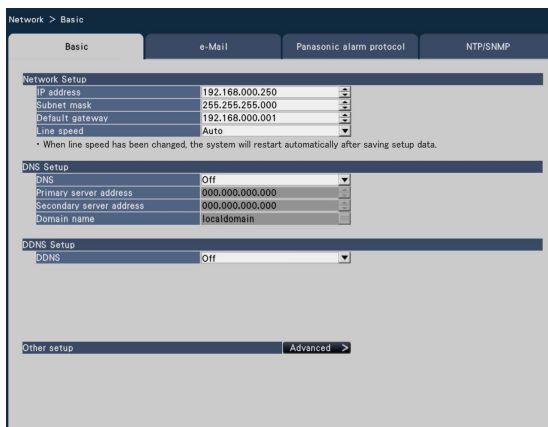 Network > Basic
Basic e-Mail Panasonic alarm protocol NTP/SNMP
Network Setup
IP address 192.168.000.250
Subnet mask 255.255.255.000
Default gateway 192.168.000.001
Line speed Auto
・When line speed has been changed, the system will restart automatically after saving setup data.
DNS Setup
DNS Off
Primary server address 000.000.000.000
Secondary server address 000.000.000.000
Domain name localdomain
DDNS Setup
DDNS Off
Other setup Advanced >